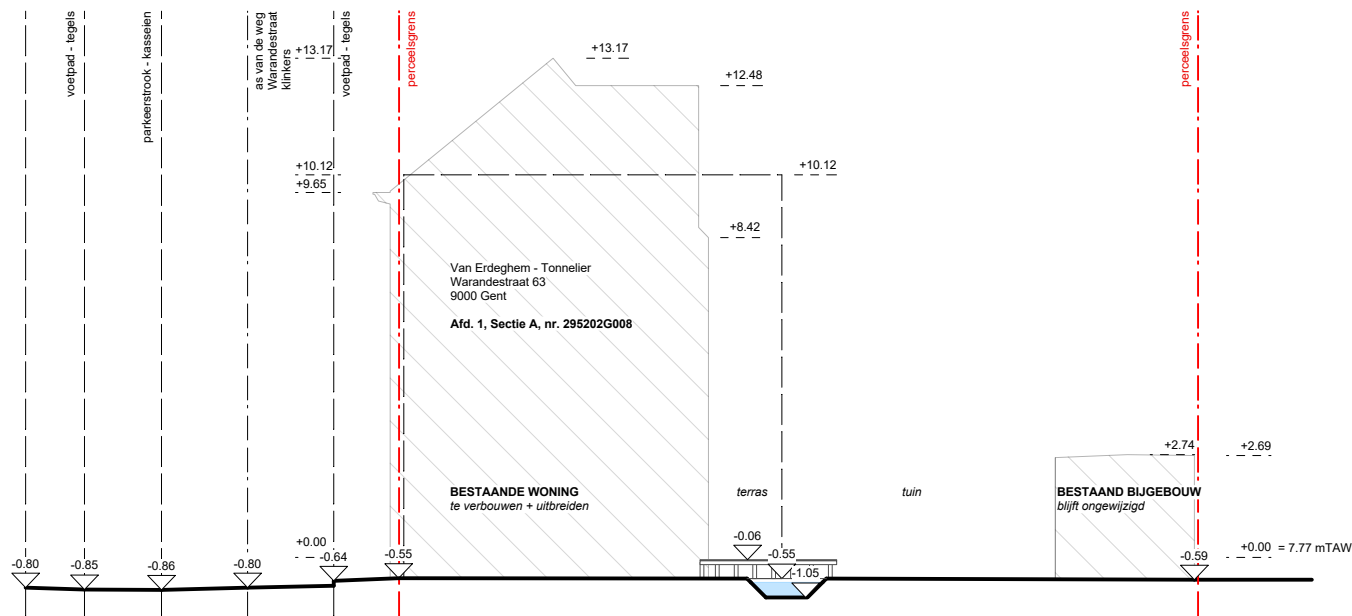 voetpad - tegels
parkeerstrook - kasseien
as van de weg
Warandestraat
klinkers
voetpad - tegels
perceelsgrens
perceelsgrens
+13.17
+13.17
+12.48
+10.12
+10.12
+9.65
+8.42
Van Erdeghem - Tonnelier
Warandestraat 63
9000 Gent
Afd. 1, Sectie A, nr. 295202G008
+2.74
+2.69
BESTAANDE WONING
te verbouwen + uitbreiden
terras
tuin
BESTAAND BIJGEBOUW
blijft ongewijzigd
+0.00
-0.06
+0.00 = 7.77 mTAW
-0.80
-0.85
-0.86
-0.80
-0.64
-0.55
-0.55
-1.05
-0.59